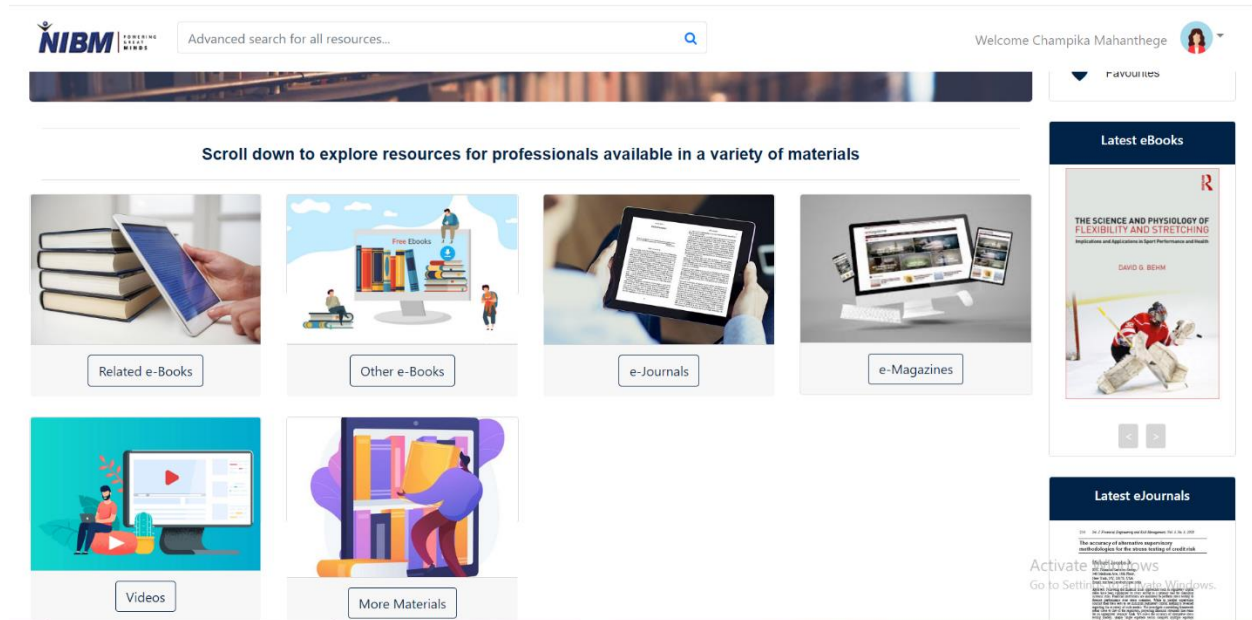 NIBM
POWERING
GREAT
MINDS
Advanced search for all resources...
Welcome Champika Mahanthege
Favourites
Scroll down to explore resources for professionals available in a variety of materials
Free Ebooks
Related e-Books
Other e-Books
e-Journals
e-Magazines
Videos
More Materials
Latest eBooks
R
THE SCIENCE AND PHYSIOLOGY OF
FLEXIBILITY AND STRETCHING
Implications and Applications in Sport Performance and Health
DAVID G. BEHM
<
>
Latest eJournals
The accuracy of alternative supervisory
methodologies for the stress testing of credit risk
Activate Windows
Go to Settings to activate Windows.